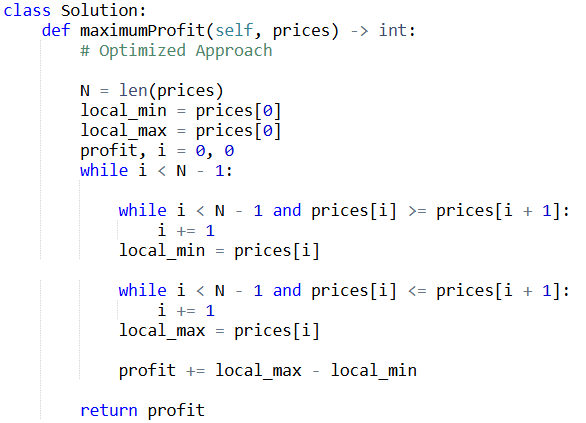 class Solution:
    def maximumProfit(self, prices) -> int:
        # Optimized Approach

        N = len(prices)
        local_min = prices[0]
        local_max = prices[0]
        profit, i = 0, 0
        while i < N - 1:

            while i < N - 1 and prices[i] >= prices[i + 1]:
                i += 1
            local_min = prices[i]

            while i < N - 1 and prices[i] <= prices[i + 1]:
                i += 1
            local_max = prices[i]

            profit += local_max - local_min

        return profit